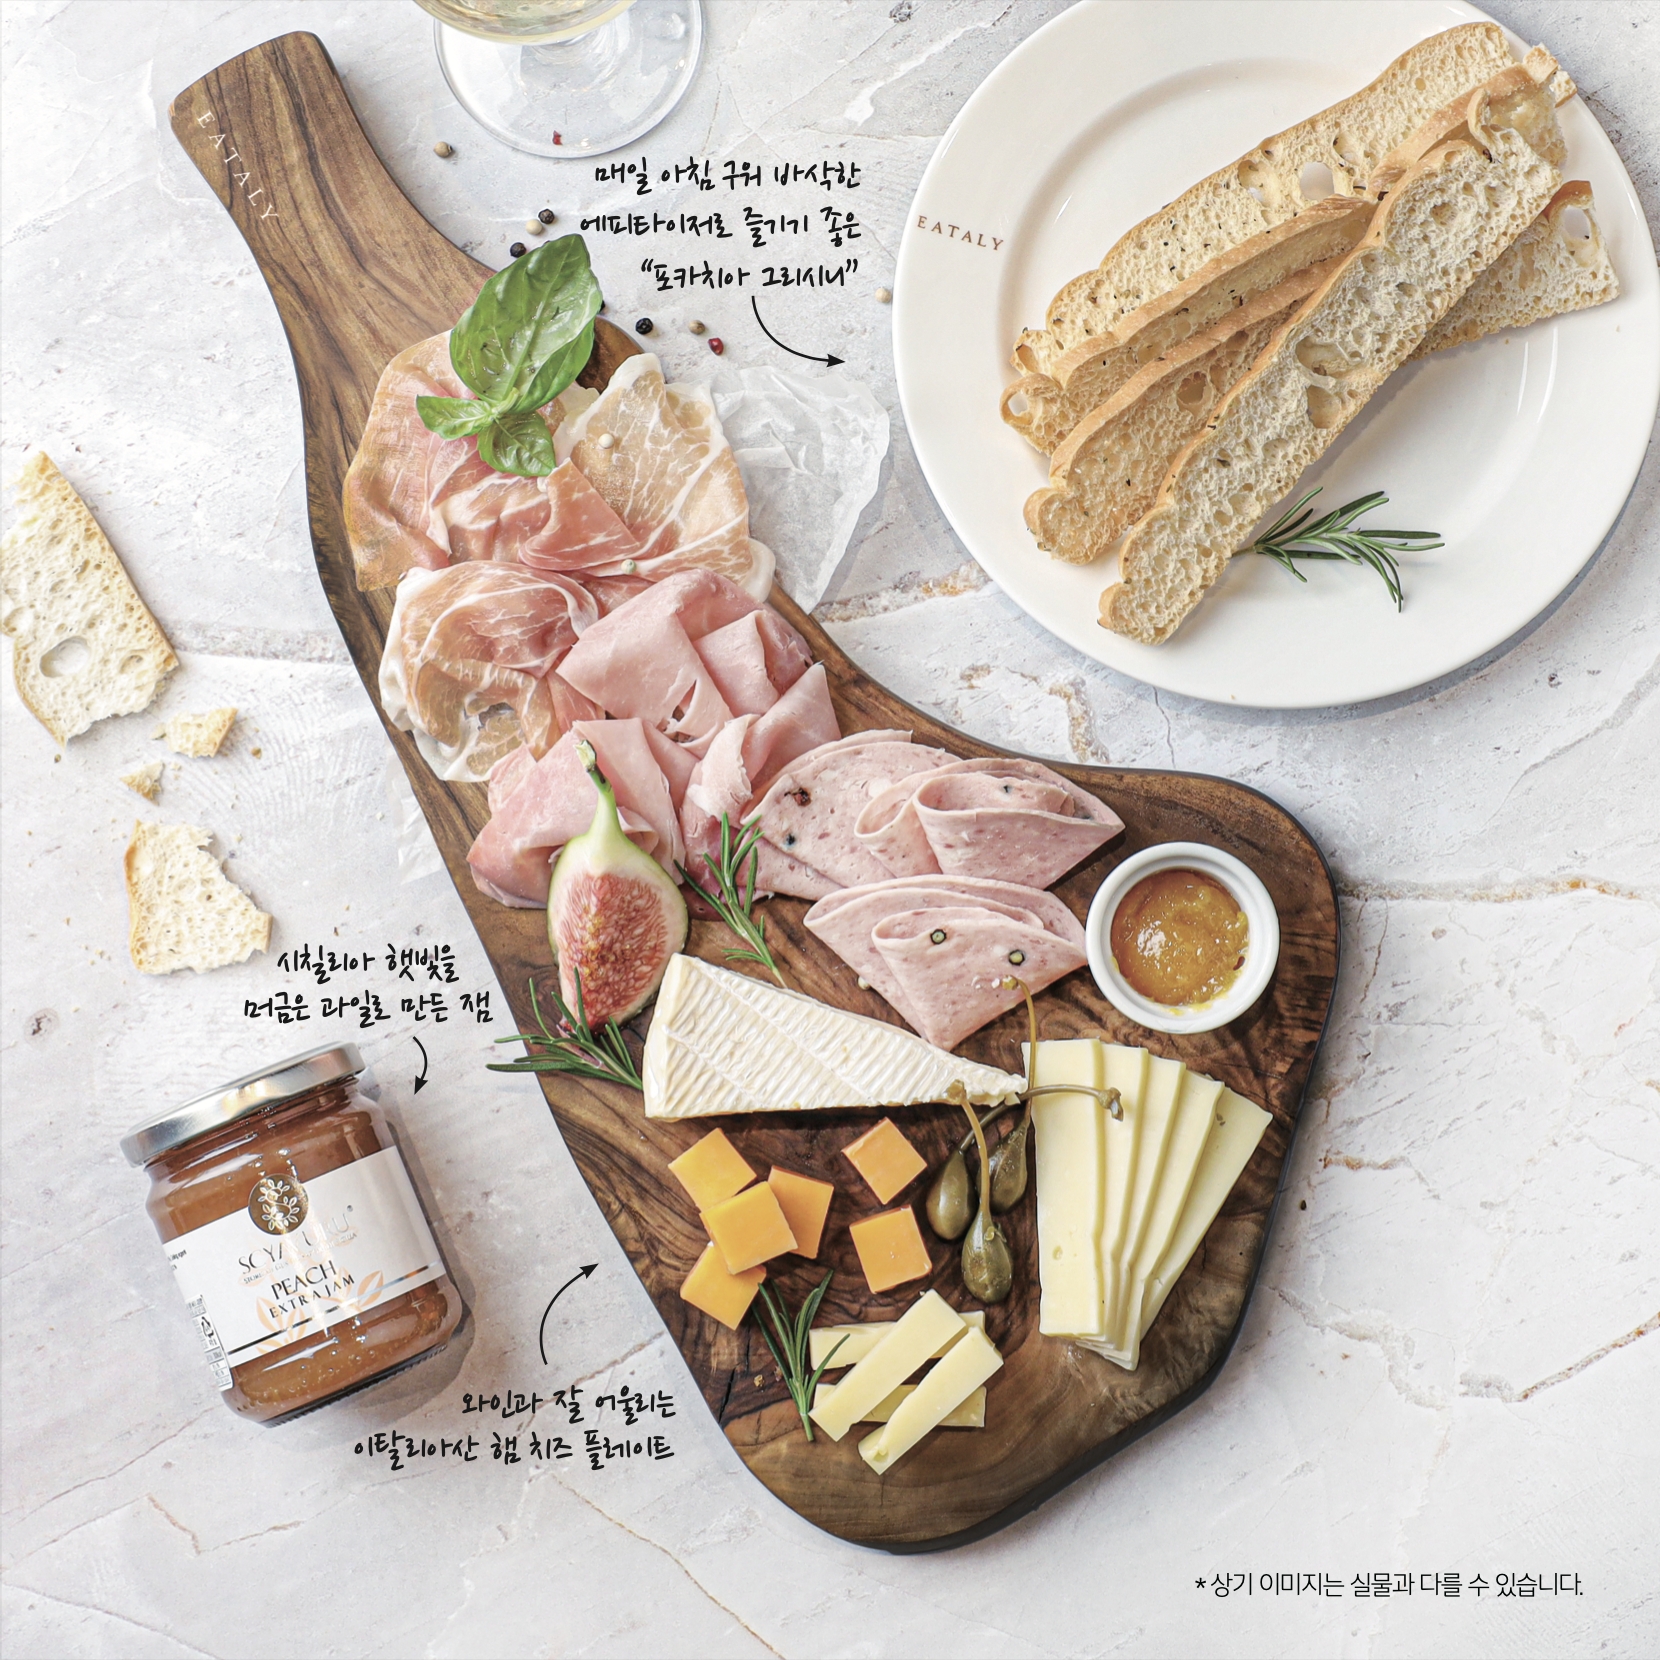 EATALY
매일 아침 구워 바삭한
에피타이저로 즐기기 좋은
“포카치아 그리시니”
EATALY
시칠리아 햇빛을
머금은 과일로 만든 잼
PEACH
EXTRA JAM
와인과 잘 어울리는
이탈리아산 햄 치즈 플레이트
* 상기 이미지는 실물과 다를 수 있습니다.